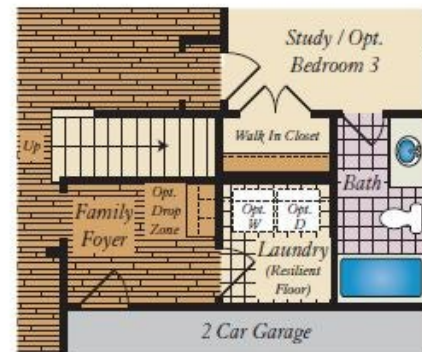 Study / Opt.
Bedroom 3
Walk In Closet
Up
Bath
Opt.
Drop
Zone
Family
Foyer
Opt.
W
Opt.
D
Laundry
(Resilient
Floor)
2 Car Garage